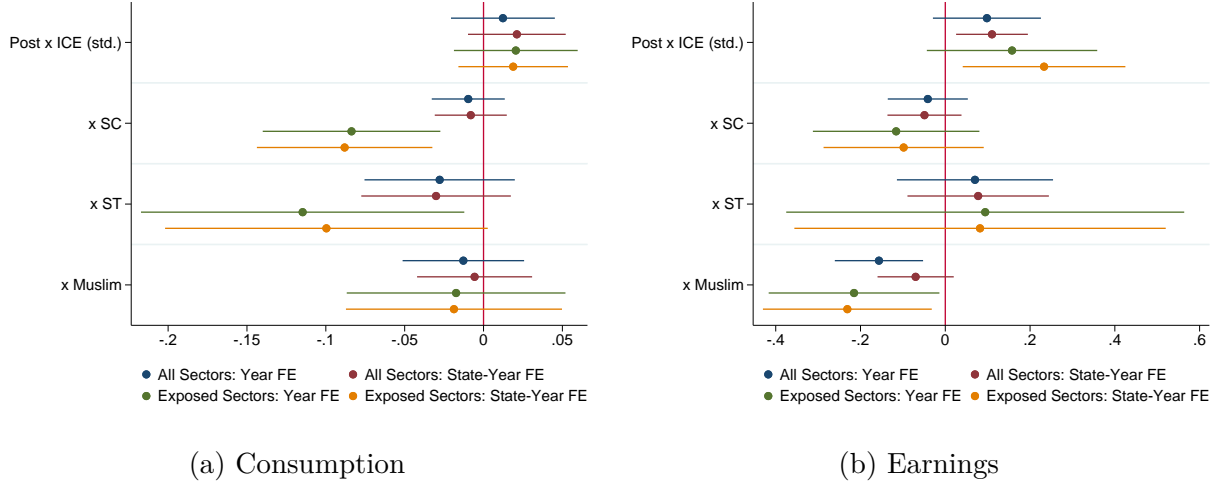 Post x ICE (std.)
x SC
x ST
x Muslim
-.2 -.15 -.1 -.05 0 .05
All Sectors: Year FE All Sectors: State-Year FE
Exposed Sectors: Year FE Exposed Sectors: State-Year FE
(a) Consumption
Post x ICE (std.)
x SC
x ST
x Muslim
-.4 -.2 0 .2 .4 .6
All Sectors: Year FE All Sectors: State-Year FE
Exposed Sectors: Year FE Exposed Sectors: State-Year FE
(b) Earnings